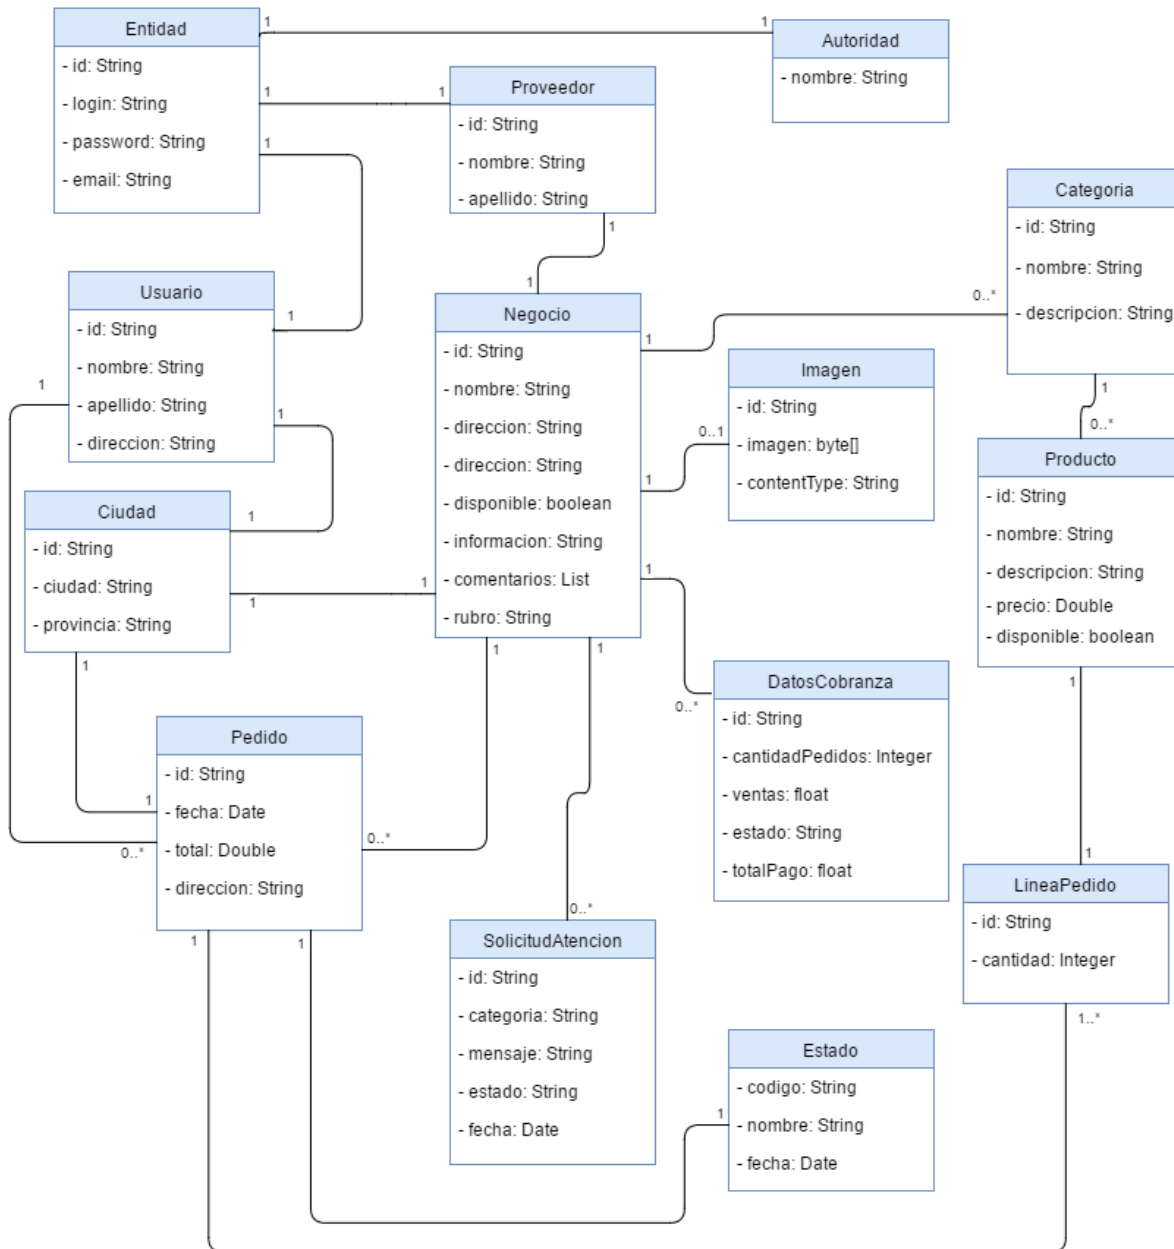 Entidad
- id: String
- login: String
- password: String
- email: String
1
1
Autoridad
- nombre: String
1
1
1
Proveedor
- id: String
- nombre: String
- apellido: String
1
1
Categoria
- id: String
- nombre: String
- descripcion: String
0..*
1
1
0..*
Usuario
- id: String
- nombre: String
- apellido: String
- direccion: String
1
1
1
Negocio
- id: String
- nombre: String
- direccion: String
- direccion: String
- disponible: boolean
- informacion: String
- comentarios: List
- rubro: String
1
1
1
1
1
1
Imagen
- id: String
- imagen: byte[]
- contentType: String
0..1
Producto
- id: String
- nombre: String
- descripcion: String
- precio: Double
- disponible: boolean
1
Ciudad
- id: String
- ciudad: String
- provincia: String
1
1
1
DatosCobranza
- id: String
- cantidadPedidos: Integer
- ventas: float
- estado: String
- totalPago: float
0..*
Pedido
- id: String
- fecha: Date
- total: Double
- direccion: String
1
0..*
0..*
1
1
LineaPedido
- id: String
- cantidad: Integer
1
1..*
SolicitudAtencion
- id: String
- categoria: String
- mensaje: String
- estado: String
- fecha: Date
0..*
Estado
- codigo: String
- nombre: String
- fecha: Date
1